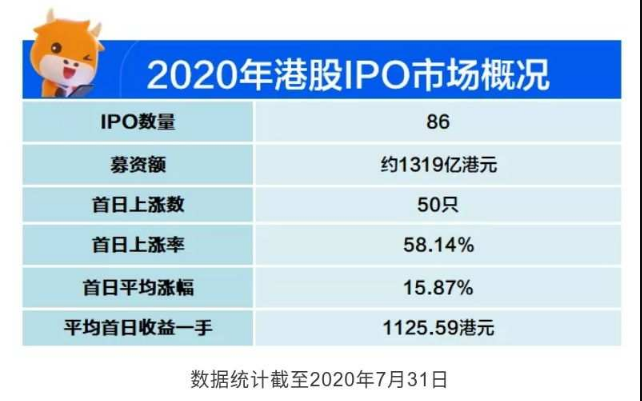 2020年港股IPO市场概况
IPO数量 86
募资额 约1319亿港元
首日上涨数 50只
首日上涨率 58.14%
首日平均涨幅 15.87%
平均首日收益一手 1125.59港元
数据统计截至2020年7月31日